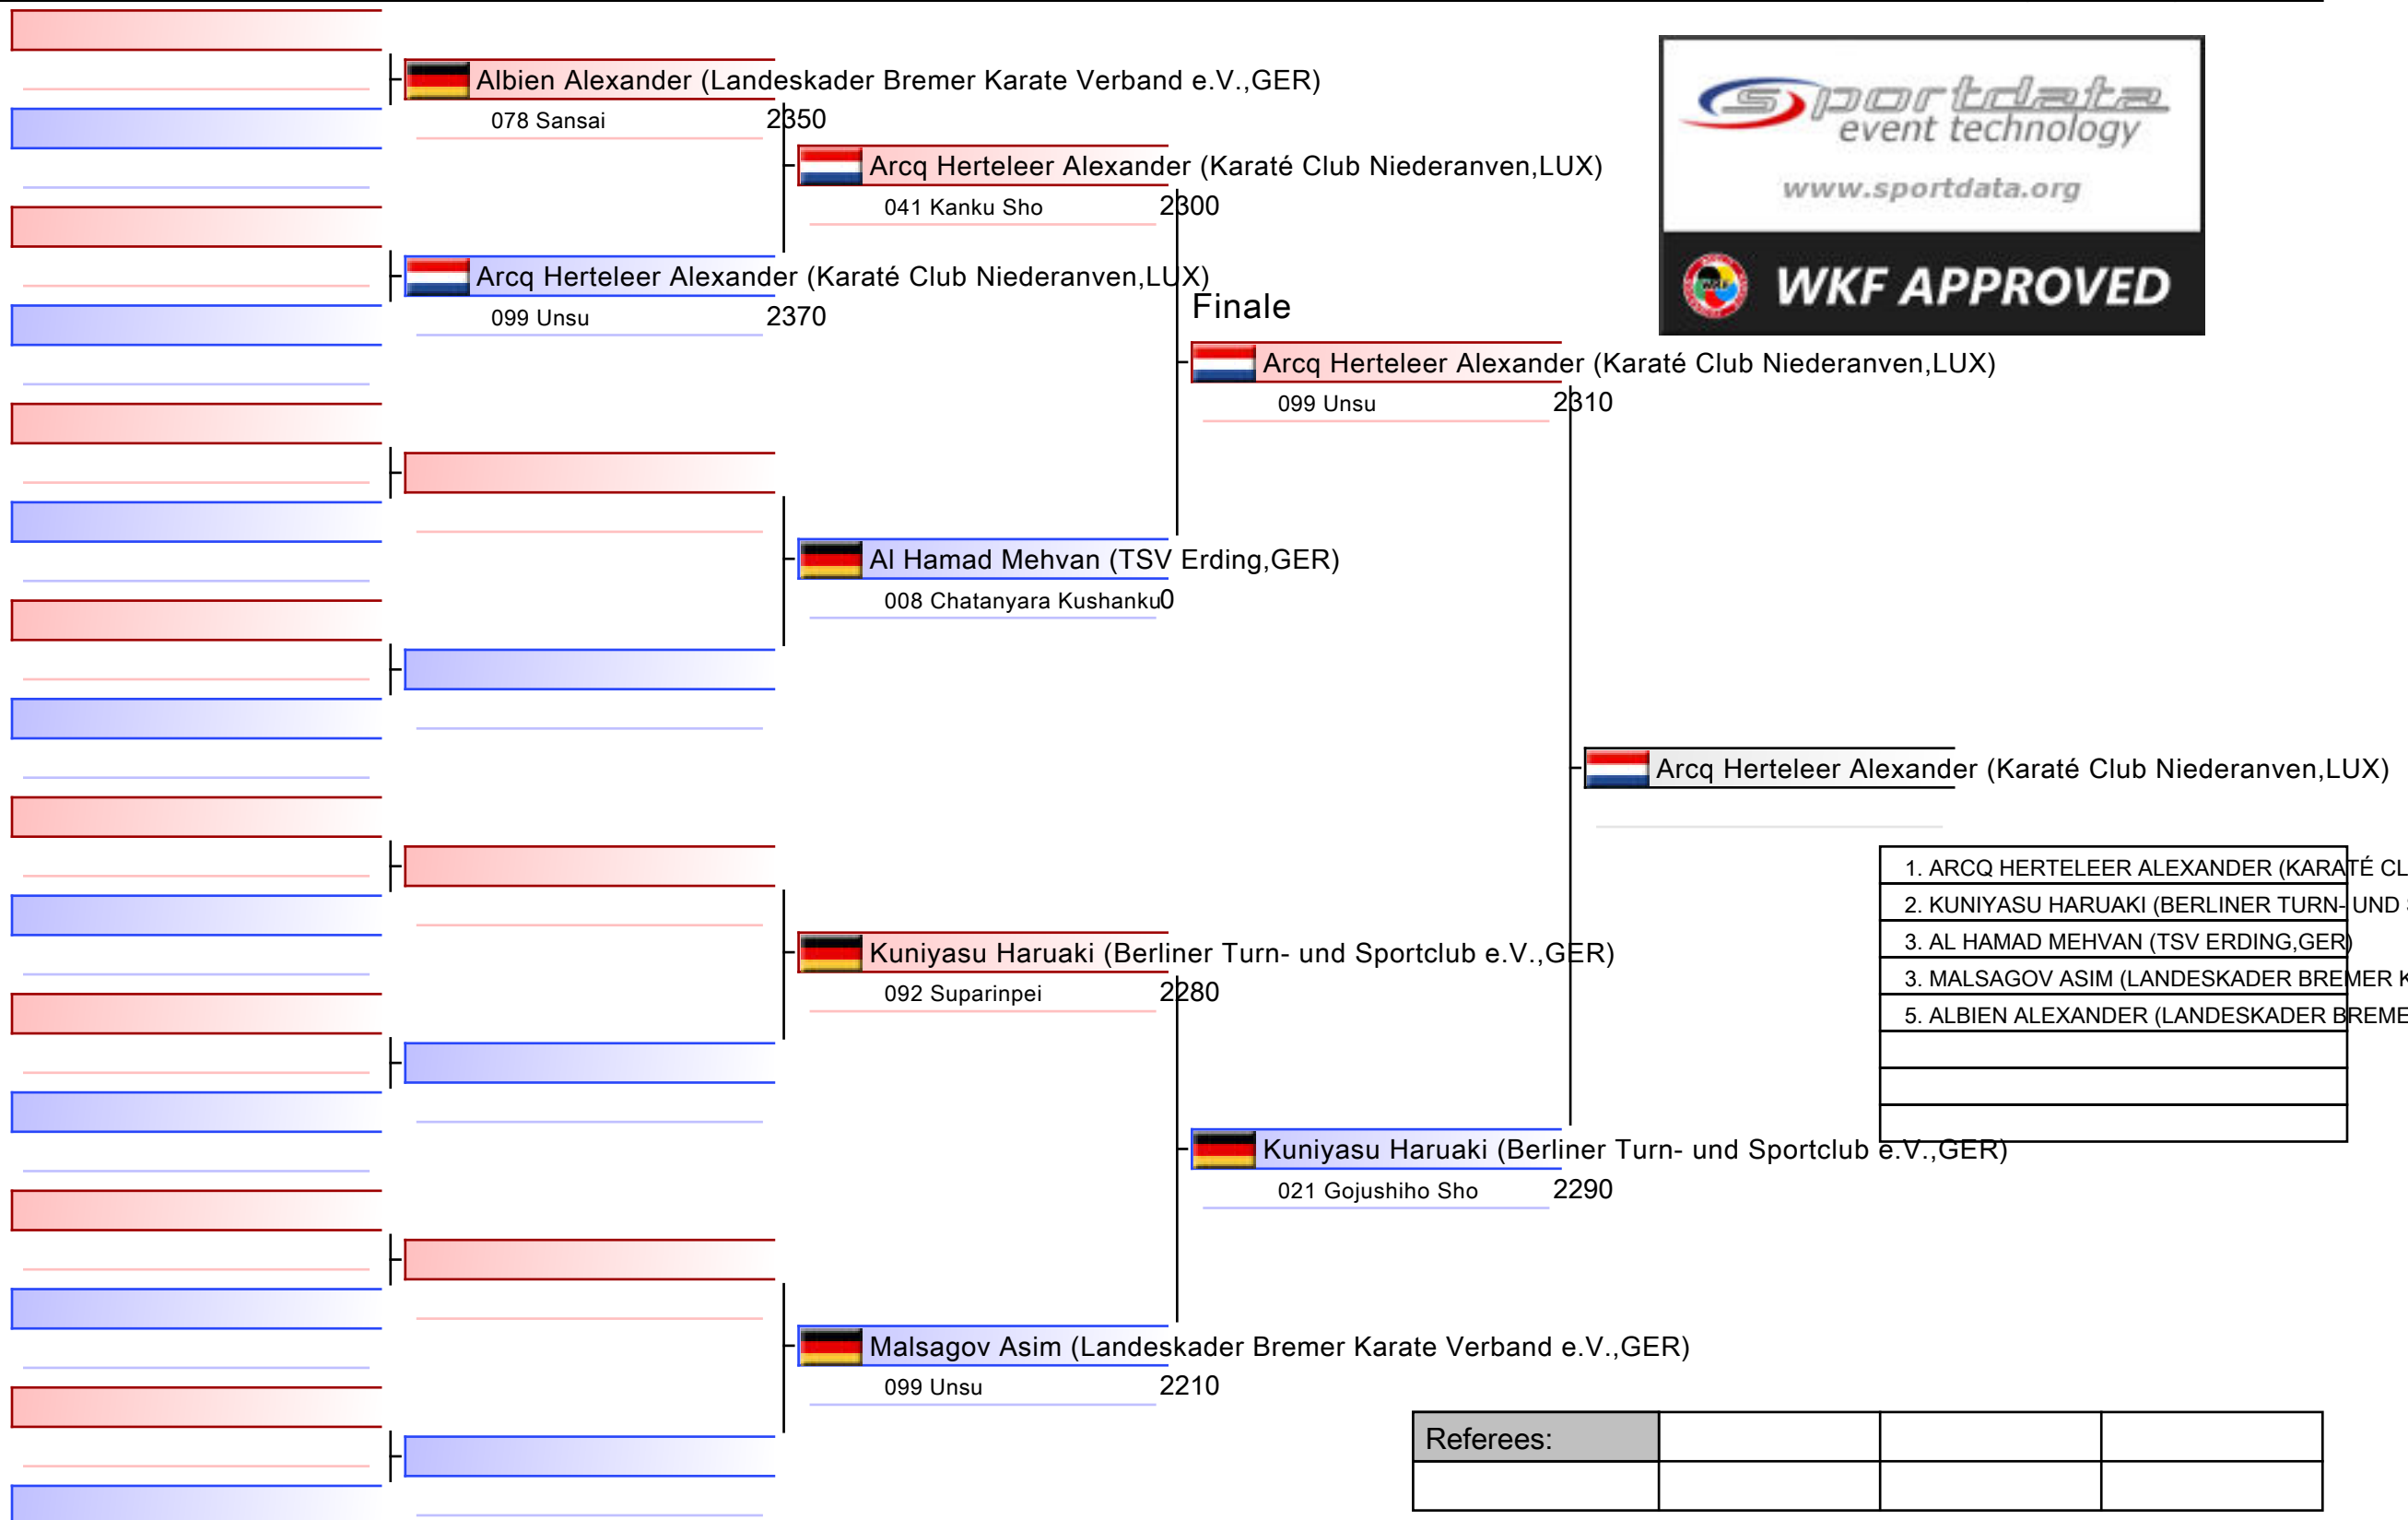 Albien Alexander (Landeskader Bremer Karate Verband e.V.,GER)
078 Sansai 2350
Arcq Herteleer Alexander (Karaté Club Niederanven,LUX)
041 Kanku Sho 2300
Arcq Herteleer Alexander (Karaté Club Niederanven,LUX)
099 Unsu 2370
Finale
Arcq Herteleer Alexander (Karaté Club Niederanven,LUX)
099 Unsu 2310
Al Hamad Mehvan (TSV Erding,GER)
008 Chatanyara Kushanku 0
Arcq Herteleer Alexander (Karaté Club Niederanven,LUX)
Kuniyasu Haruaki (Berliner Turn- und Sportclub e.V.,GER)
092 Suparinpei 2280
Kuniyasu Haruaki (Berliner Turn- und Sportclub e.V.,GER)
021 Gojushiho Sho 2290
Malsagov Asim (Landeskader Bremer Karate Verband e.V.,GER)
099 Unsu 2210
sportdata
event technology
www.sportdata.org
WKF
WKF APPROVED
1. ARCQ HERTELEER ALEXANDER (KARATÉ CL
2. KUNIYASU HARUAKI (BERLINER TURN- UND
3. AL HAMAD MEHVAN (TSV ERDING,GER)
3. MALSAGOV ASIM (LANDESKADER BREMER K
5. ALBIEN ALEXANDER (LANDESKADER BREME
Referees: